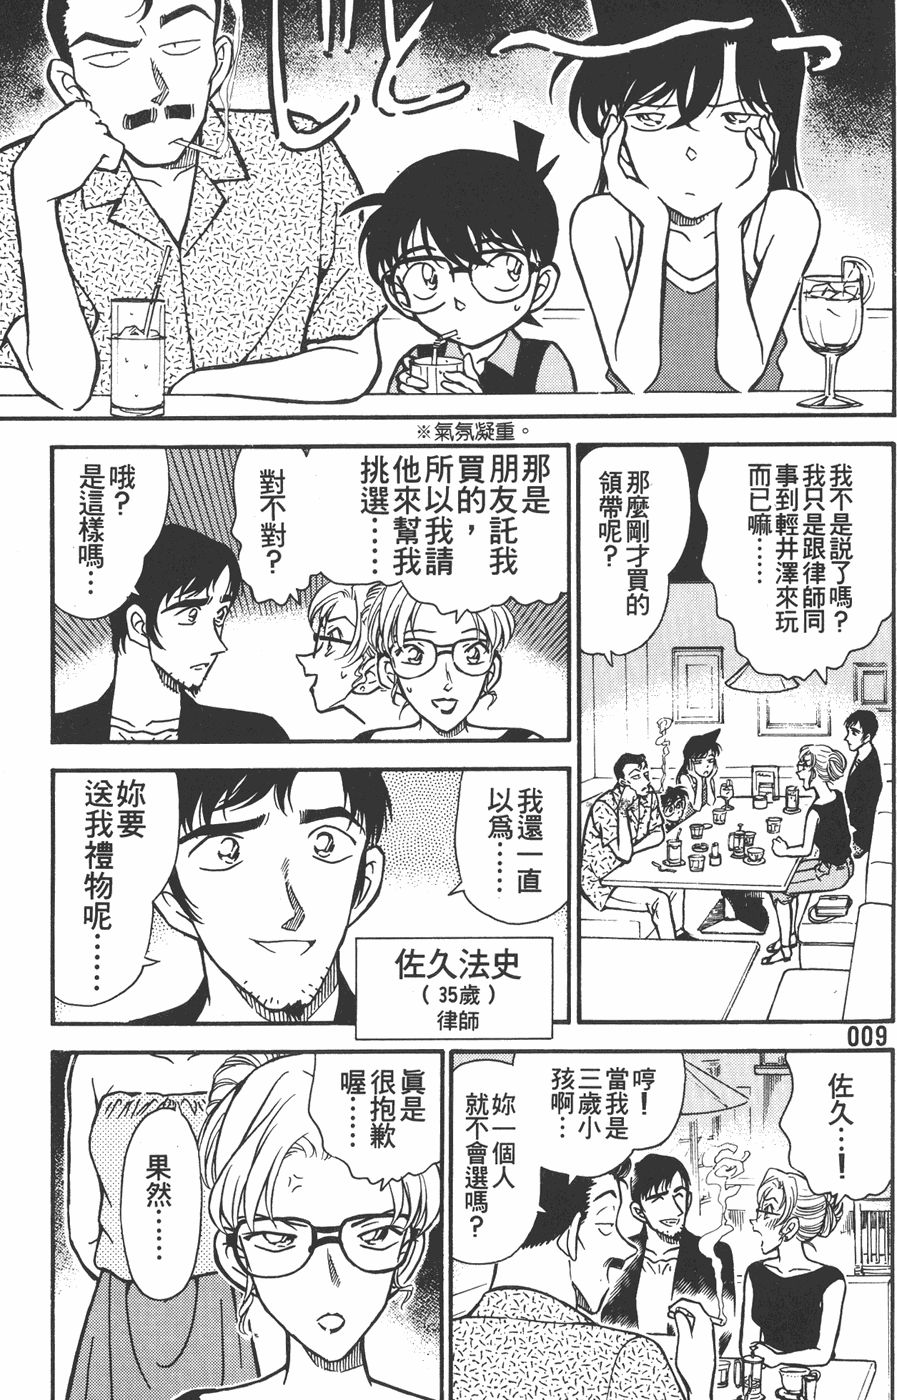 じと～
※氣氛凝重。
我不是說了嗎？
我只是跟律師同
事到輕井澤來玩
而已嘛……
那麼剛才買的
領帶呢？
那是
朋友託我
買的，
所以我請
他來幫我
挑選……
對不對？
哦？
是這樣嗎…
我還一直
以為……
妳要
送我禮物呢……
佐久法史
（35歲）
律師
009
佐久…！
哼！
當我是
三歲小
孩啊…
妳一個人
就不會選嗎？
真是
很抱歉
喔……
果然……